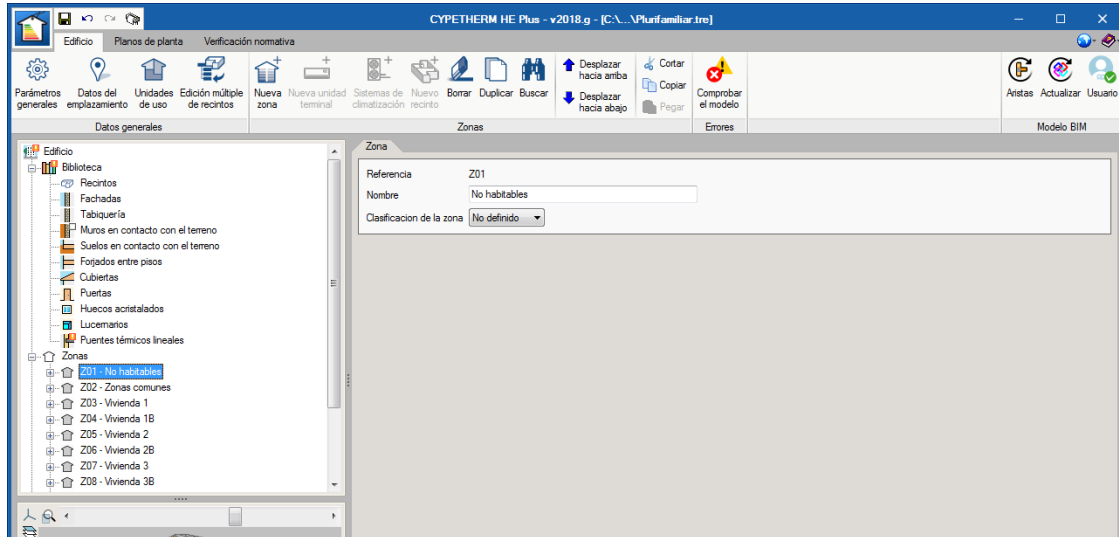 CYPETHERM HE Plus - v2018.g - [C:\...\Plurifamiliar.tre]
Edificio Planos de planta Verificación normativa
Parámetros generales
Datos del emplazamiento
Unidades de uso
Edición múltiple de recintos
Nueva zona
Nueva unidad terminal
Sistemas de climatización
Nuevo recinto
Borrar
Duplicar
Buscar
Desplazar hacia arriba
Desplazar hacia abajo
Cortar
Copiar
Pegar
Comprobar el modelo
Aristas
Actualizar
Usuario
Datos generales
Zonas
Errores
Modelo BIM
Edificio
Biblioteca
Recintos
Fachadas
Tabiquería
Muros en contacto con el terreno
Suelos en contacto con el terreno
Forjados entre pisos
Cubiertas
Puertas
Huecos acristalados
Lucernarios
Puentes térmicos lineales
Zonas
Z01 - No habitables
Z02 - Zonas comunes
Z03 - Vivienda 1
Z04 - Vivienda 1B
Z05 - Vivienda 2
Z06 - Vivienda 2B
Z07 - Vivienda 3
Z08 - Vivienda 3B
Zona
Referencia Z01
Nombre No habitables
Clasificacion de la zona No definido